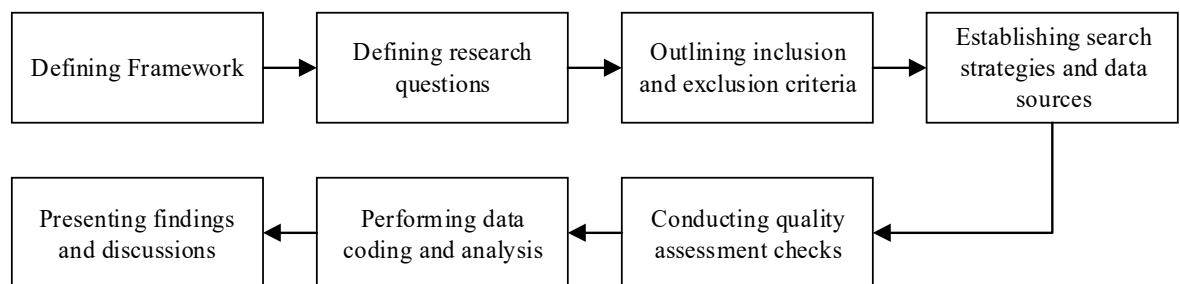 Defining Framework
Defining research
questions
Outlining inclusion
and exclusion criteria
Establishing search
strategies and data
sources
Conducting quality
assessment checks
Performing data
coding and analysis
Presenting findings
and discussions